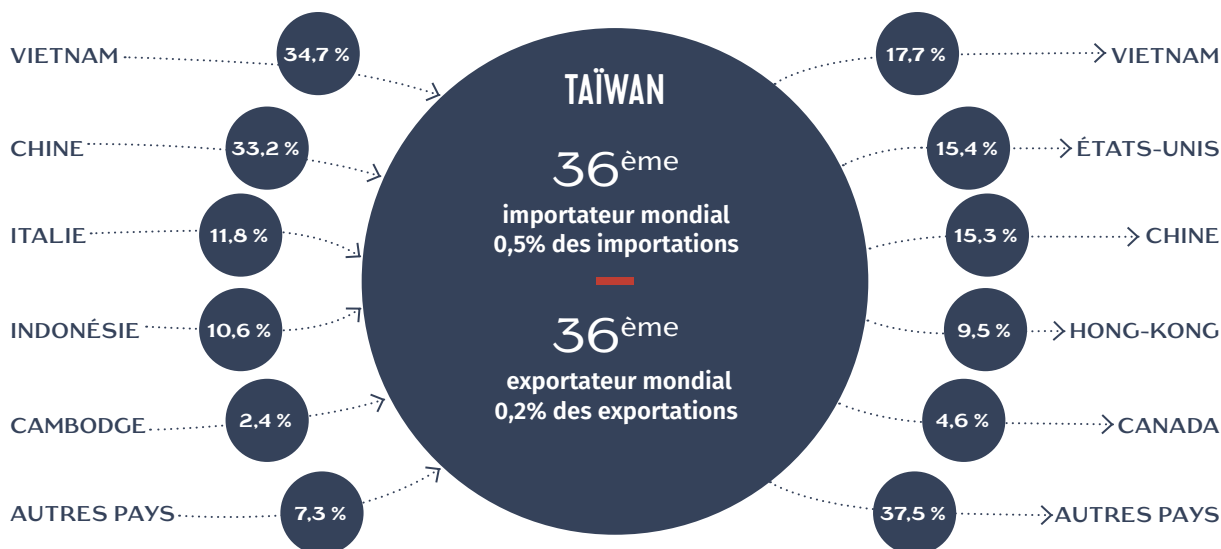 VIETNAM
34,7 %
CHINE
33,2 %
ITALIE
11,8 %
INDONÉSIE
10,6 %
CAMBODGE
2,4 %
AUTRES PAYS
7,3 %
TAÏWAN
36ème
importateur mondial
0,5% des importations
36ème
exportateur mondial
0,2% des exportations
17,7 %
VIETNAM
15,4 %
ÉTATS-UNIS
15,3 %
CHINE
9,5 %
HONG-KONG
4,6 %
CANADA
37,5 %
AUTRES PAYS